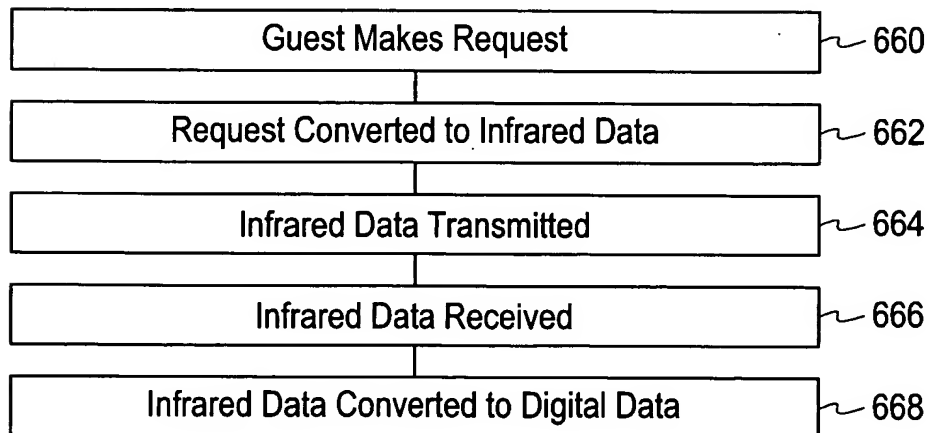 Guest Makes Request 660
Request Converted to Infrared Data 662
Infrared Data Transmitted 664
Infrared Data Received 666
Infrared Data Converted to Digital Data 668